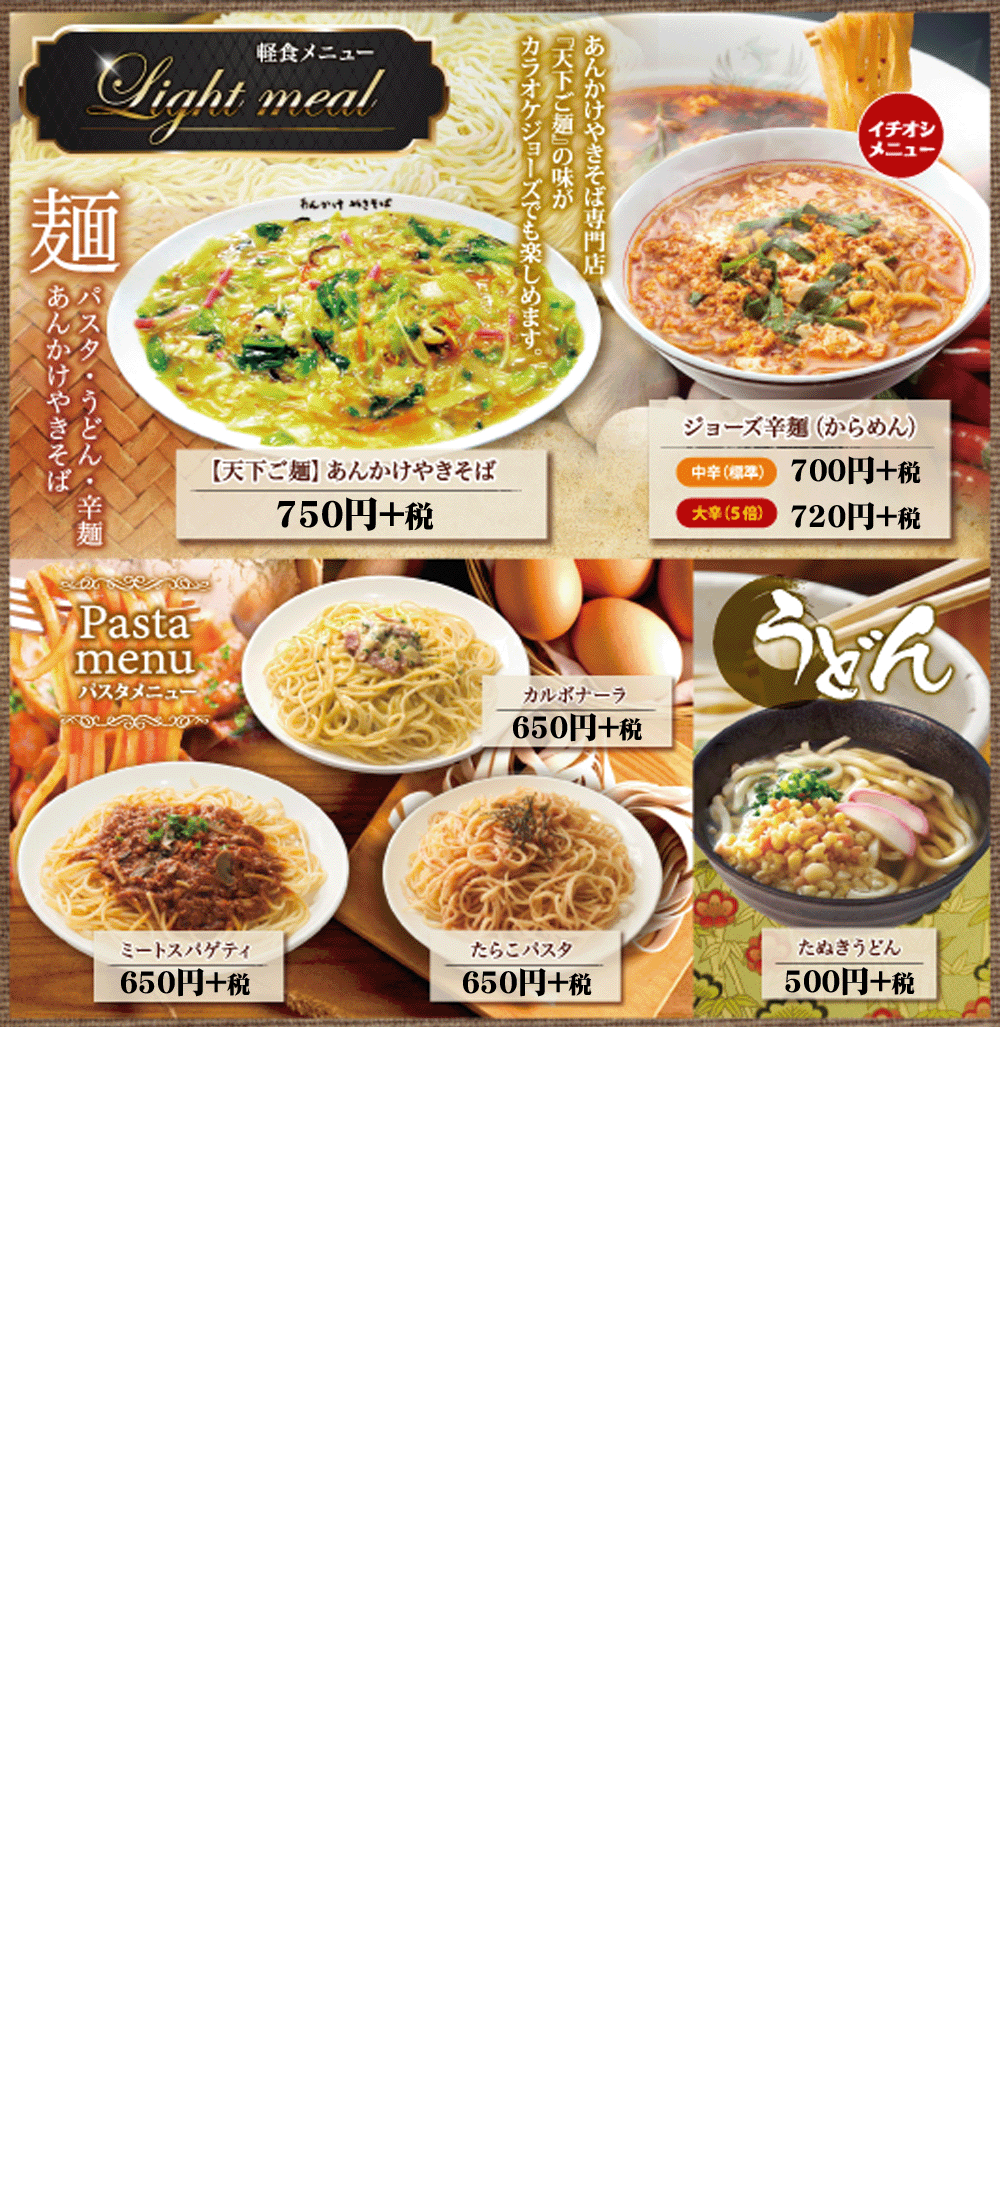 軽食メニュー
Light meal
麺
パスタ・うどん・辛麺
あんかけやきそば
あんかけ やきそば
あんかけやきそば専門店
『天下ご麺』の味が
カラオケジョーズでも楽しめます。
イチオシ
メニュー
【天下ご麺】あんかけやきそば
750円+税
ジョーズ辛麺（からめん）
中辛（標準） 700円+税
大辛（5倍） 720円+税
Pasta
menu
パスタメニュー
カルボナーラ
650円+税
ミートスパゲティ
650円+税
たらこパスタ
650円+税
うどん
たぬきうどん
500円+税